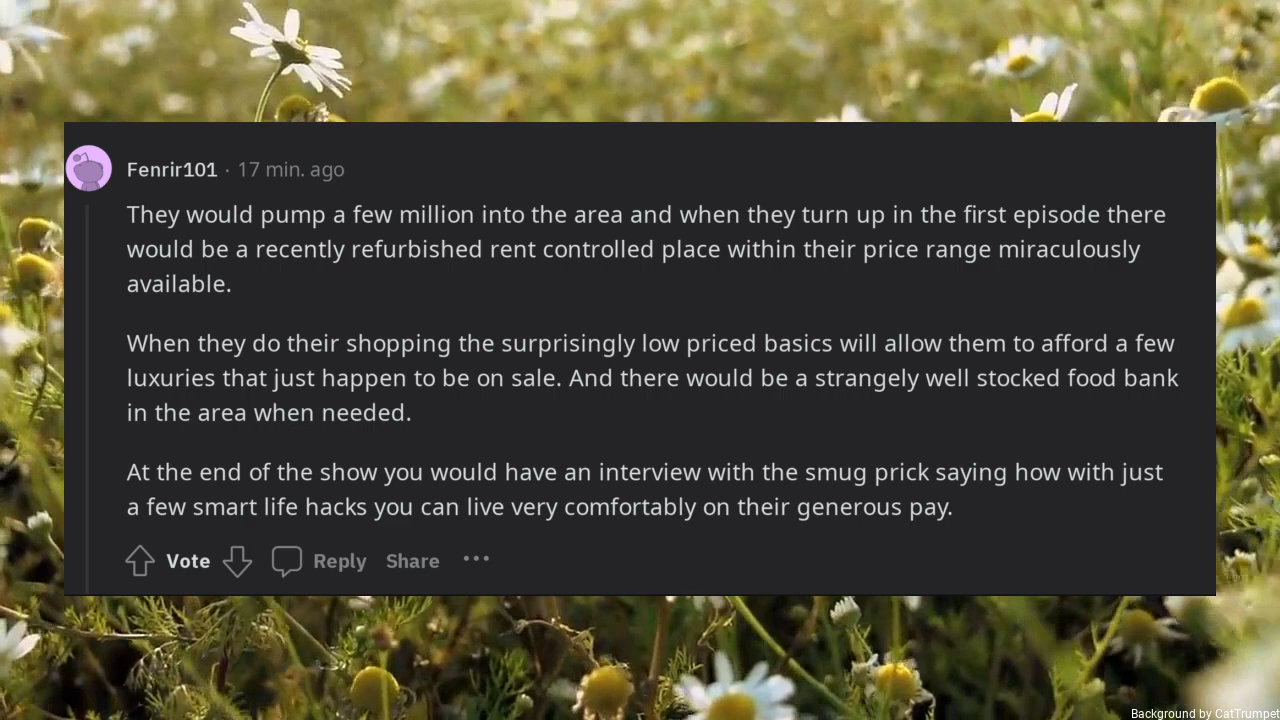 Fenrir101 · 17 min. ago
They would pump a few million into the area and when they turn up in the first episode there
would be a recently refurbished rent controlled place within their price range miraculously
available.
When they do their shopping the surprisingly low priced basics will allow them to afford a few
luxuries that just happen to be on sale. And there would be a strangely well stocked food bank
in the area when needed.
At the end of the show you would have an interview with the smug prick saying how with just
a few smart life hacks you can live very comfortably on their generous pay.
Vote Reply Share ···
Background by CatTrumpet